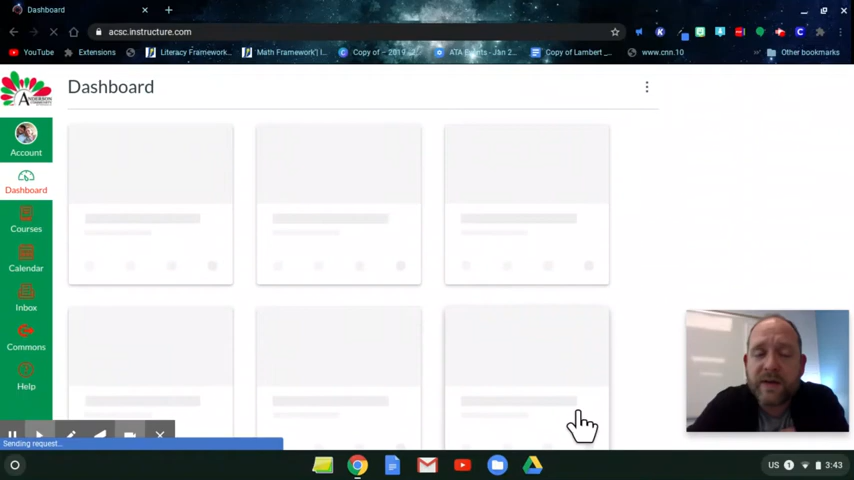 Dashboard
acsc.instructure.com
YouTube
Extensions
Literacy Framework...
Math Framework'| I...
Copy of – 2019...
ATA Events - Jan 2...
Copy of Lambert _...
www.cnn.10
Other bookmarks
Dashboard
Account
Dashboard
Courses
Calendar
Inbox
Commons
Help
Sending request...
US
1
3:43